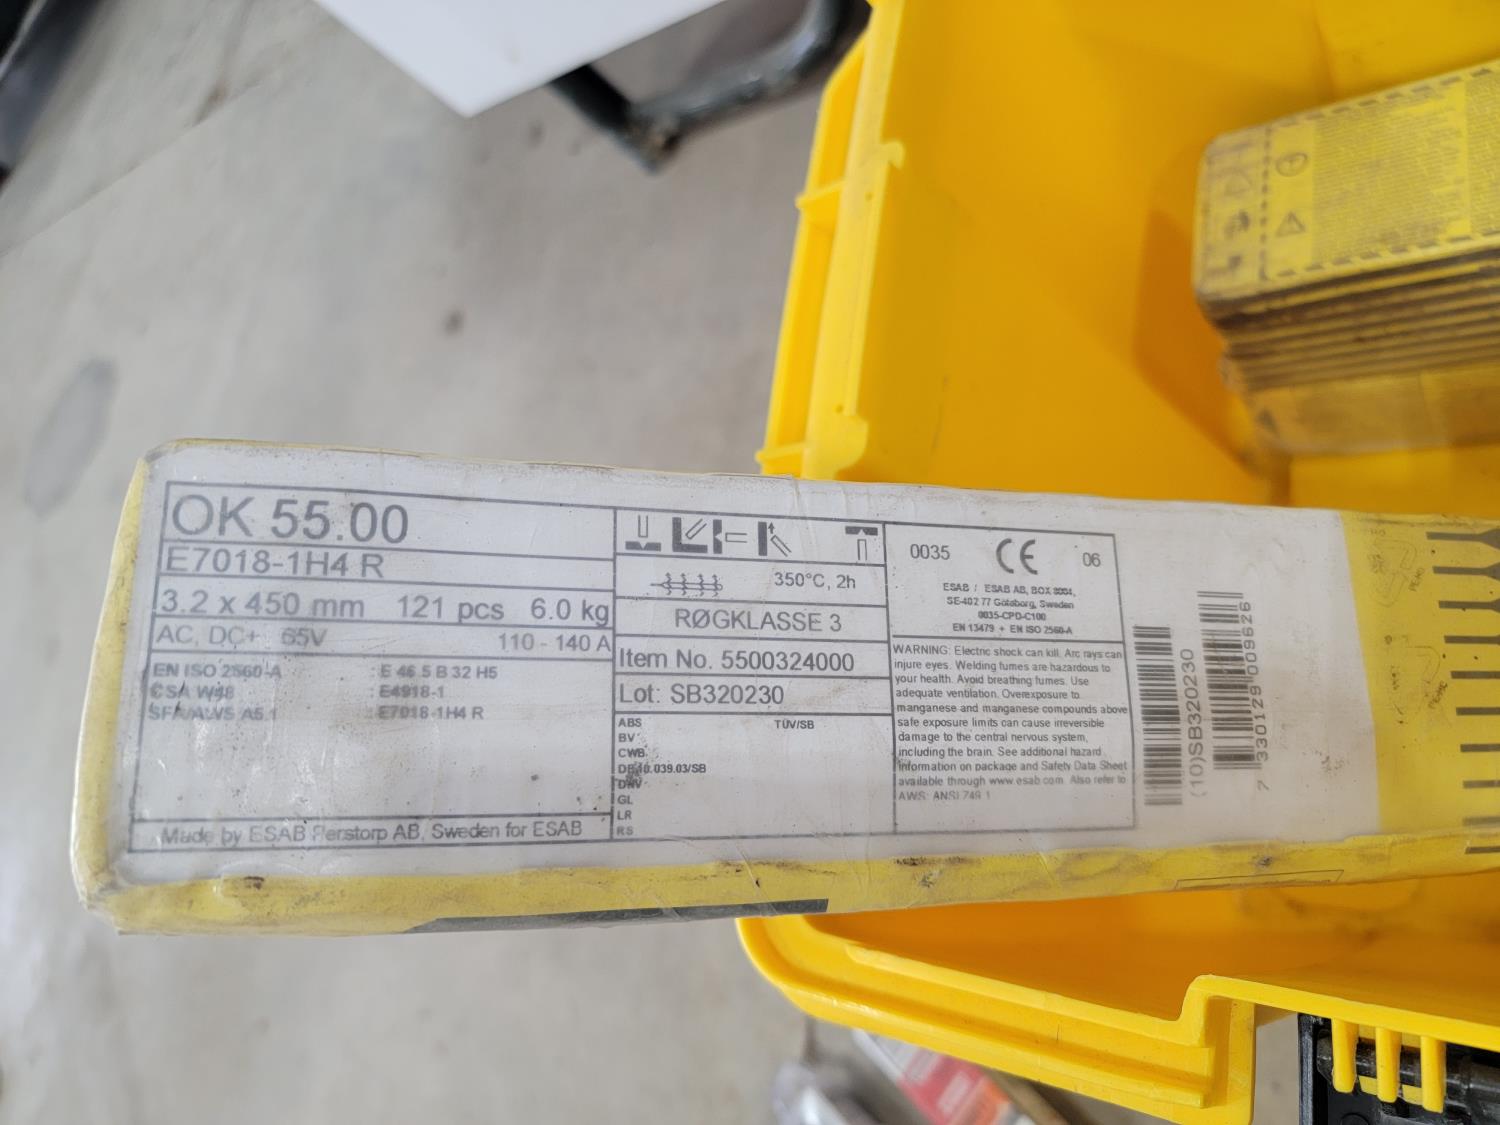 OK 55.00
E7018-1H4 R
3.2 x 450 mm 121 pcs 6.0 kg
AC, DC+ 65V 110 - 140 A
EN ISO 2560-A : E 46 5 B 32 H5
CSA W48 : E4918-1
SFA/AWS A5.1 : E7018-1H4 R
Made by ESAB Perstorp AB, Sweden for ESAB
350°C, 2h
RØGKLASSE 3
Item No. 5500324000
Lot: SB320230
ABS TÜV/SB
BV
CWB
DB 10.039.03/SB
DNV
GL
LR
RS
0035 CE 06
ESAB / ESAB AB, BOX 8004,
SE-402 77 Göteborg, Sweden
0035-CPD-C100
EN 13479 + EN ISO 2560-A
WARNING: Electric shock can kill. Arc rays can
injure eyes. Welding fumes are hazardous to
your health. Avoid breathing fumes. Use
adequate ventilation. Overexposure to
manganese and manganese compounds above
safe exposure limits can cause irreversible
damage to the central nervous system,
including the brain. See additional hazard
information on package and Safety Data Sheet
available through www.esab.com. Also refer to
AWS: ANSI Z49.1
(10)SB320230
7 330129 009626